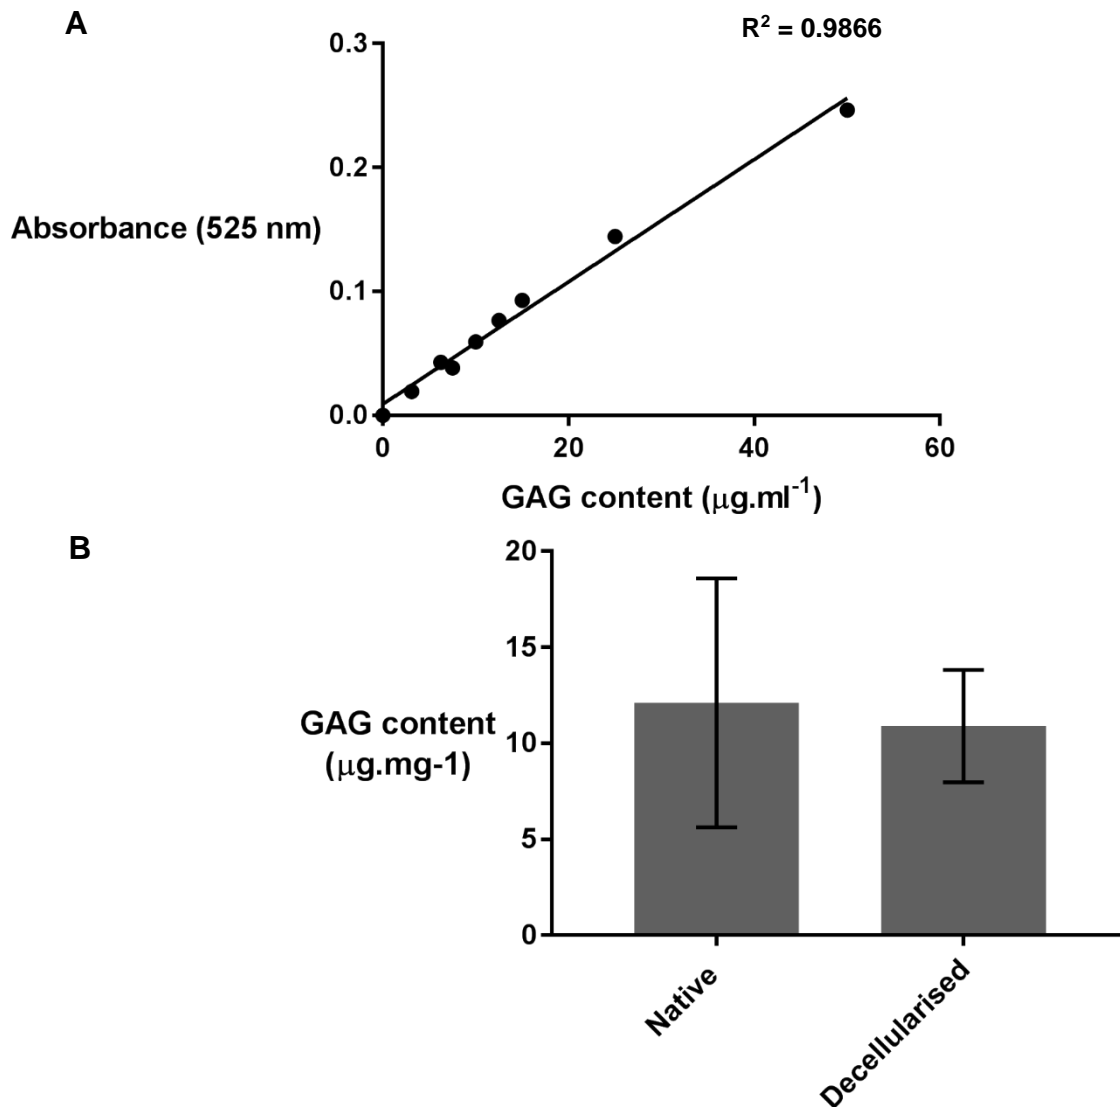 A
R² = 0.9866
0.3
0.2
Absorbance (525 nm)
0.1
0.0
0 20 40 60
GAG content (μg.ml⁻¹)
B
20
15
GAG content
(μg.mg-1)
10
5
0
Native
Decellularised